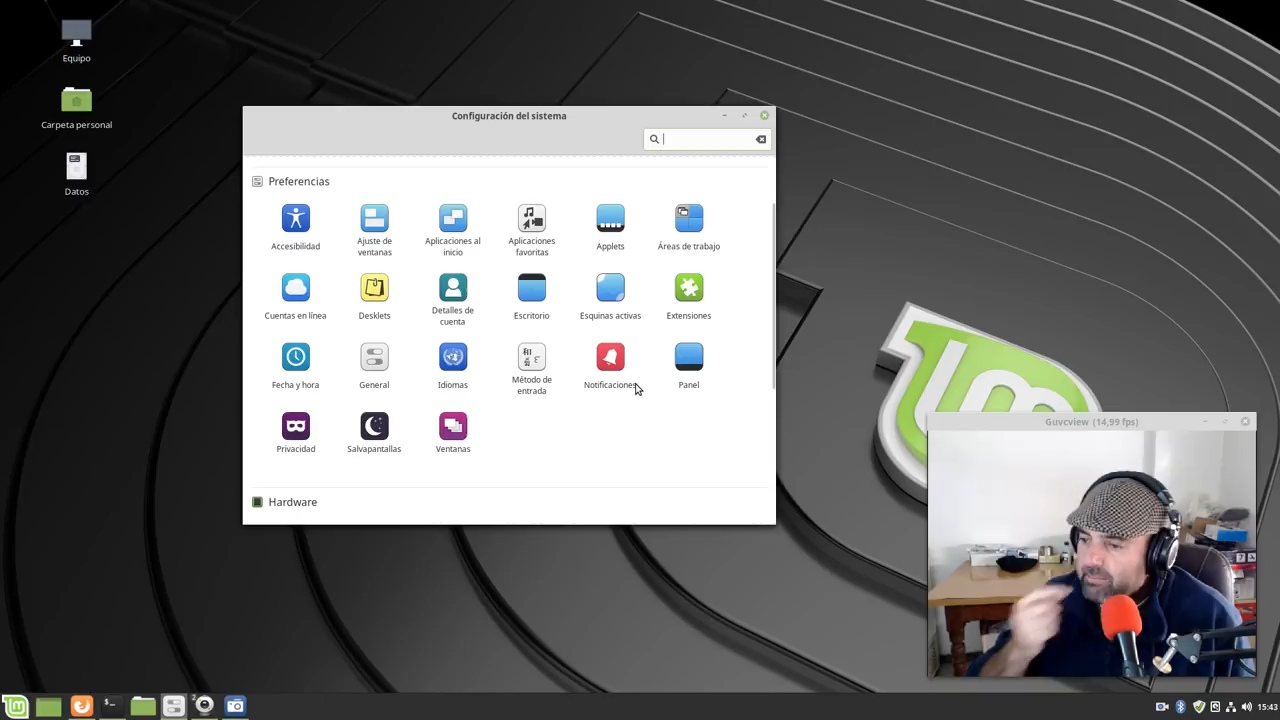 Equipo
Carpeta personal
Datos
Configuración del sistema
Preferencias
Accesibilidad
Ajuste de
ventanas
Aplicaciones al
inicio
Aplicaciones
favoritas
Applets
Áreas de trabajo
Cuentas en línea
Desklets
Detalles de
cuenta
Escritorio
Esquinas activas
Extensiones
Fecha y hora
General
Idiomas
Método de
entrada
Notificaciones
Panel
Privacidad
Salvapantallas
Ventanas
Hardware
Guvcview (14,99 fps)
2
15:43